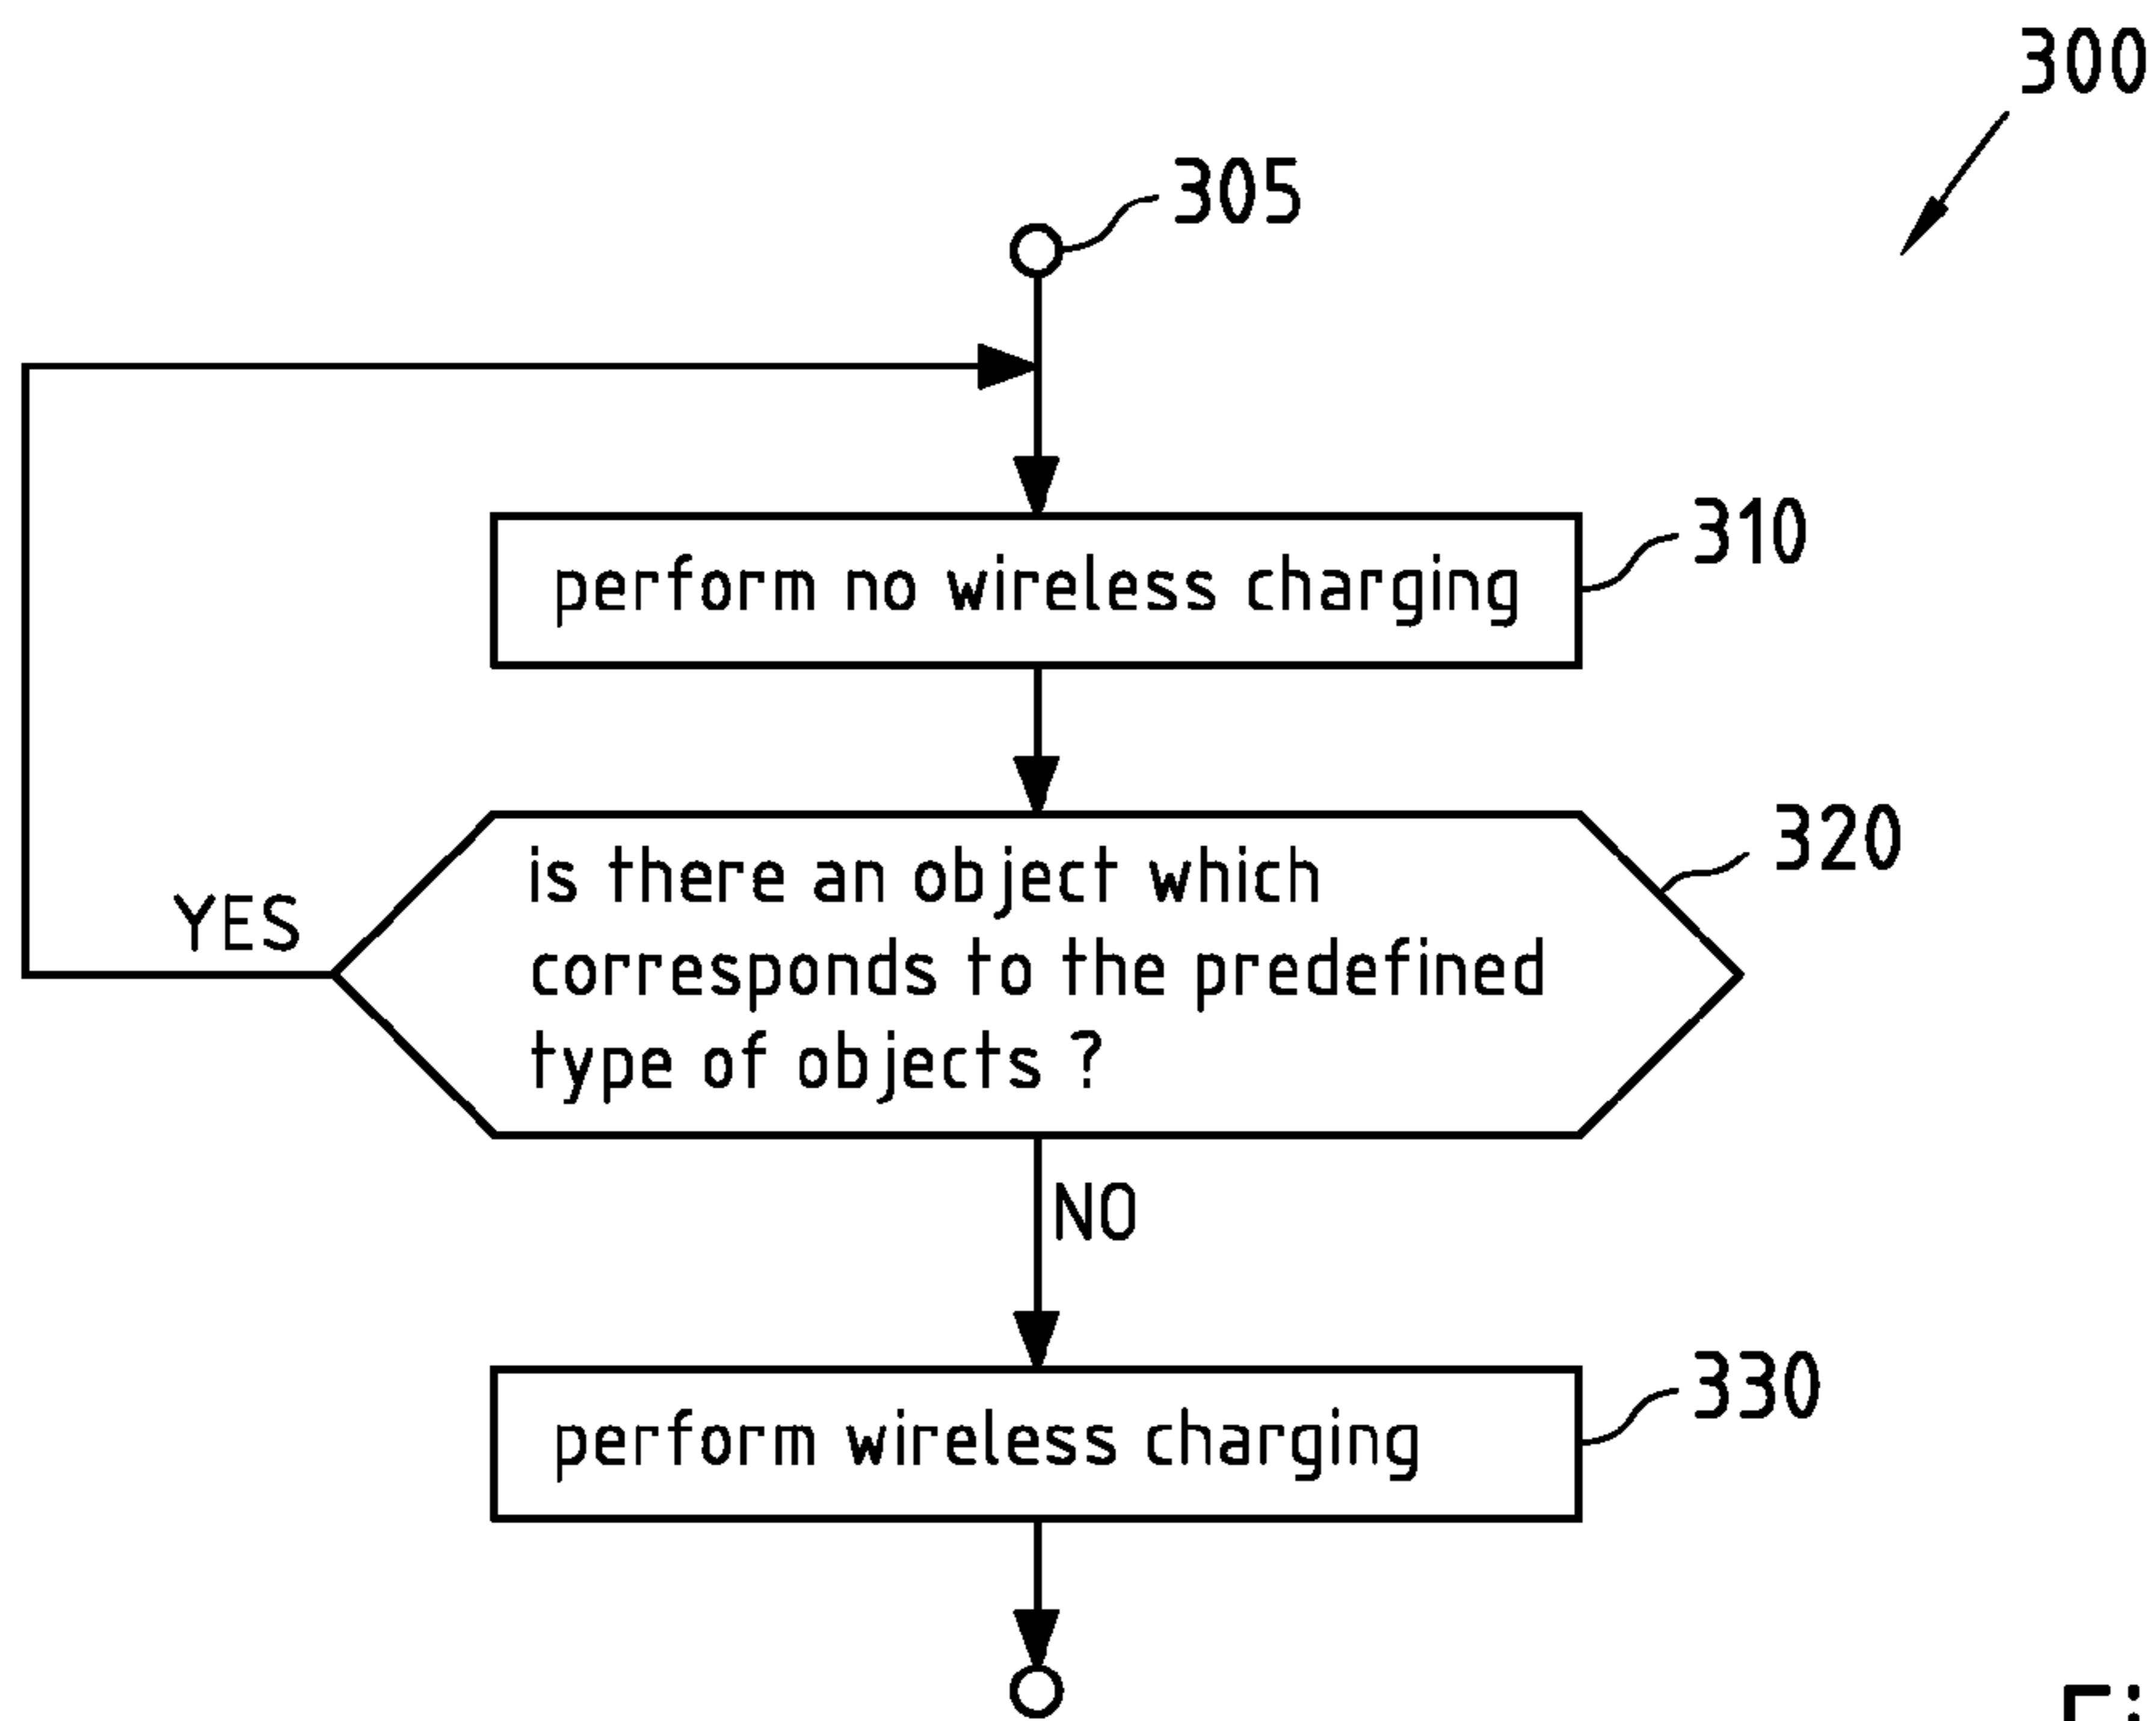 300
305
perform no wireless charging
310
is there an object which
corresponds to the predefined
type of objects ?
320
YES
NO
perform wireless charging
330